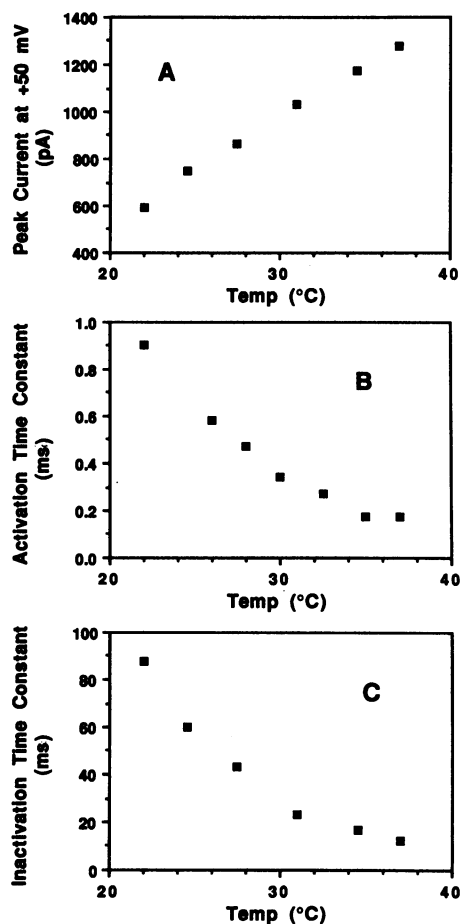 Peak Current at +50 mV
(pA)
1400
1200
1000
800
600
400
A
20
30
40
Temp (°C)
Activation Time Constant
(ms)
1.0
0.8
0.6
0.4
0.2
0.0
B
20
30
40
Temp (°C)
Inactivation Time Constant
(ms)
100
80
60
40
20
0
C
20
30
40
Temp (°C)